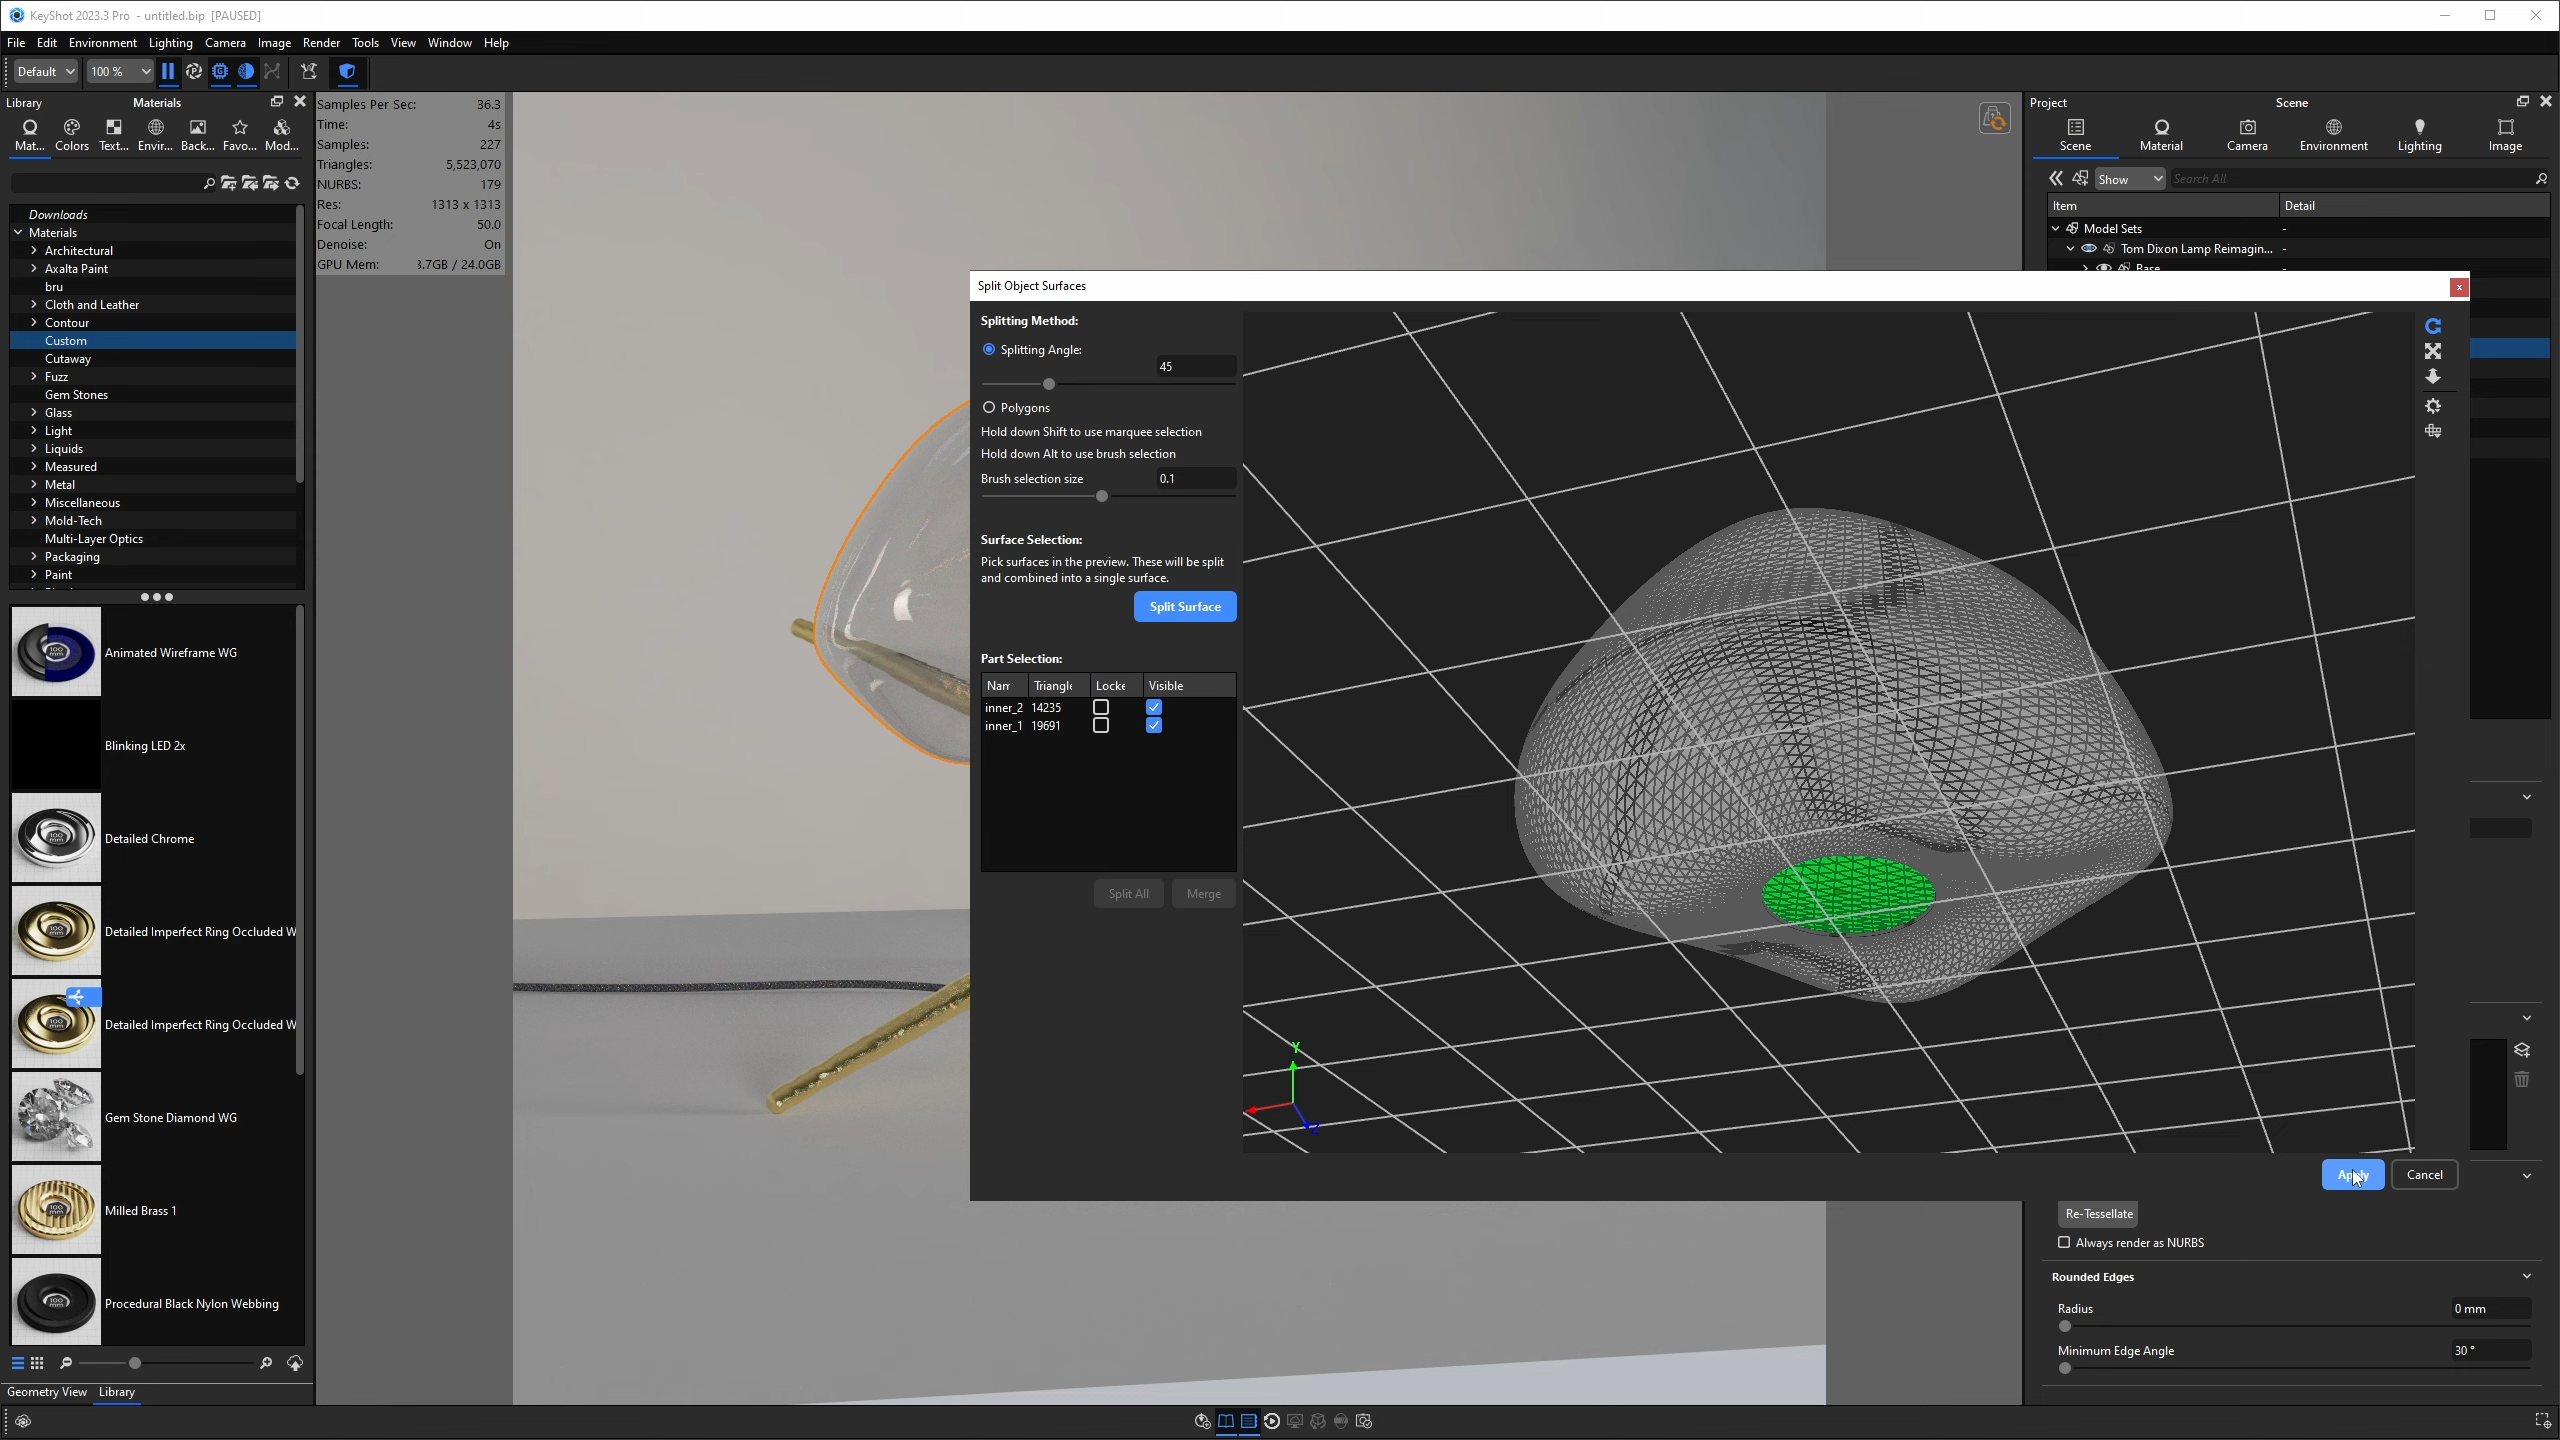 KeyShot 2023.3 Pro - untitled.bip [PAUSED]
File Edit Environment Lighting Camera Image Render Tools View Window Help
Default 100 %
Library Materials
Mat... Colors Text... Envir... Back... Favo... Mod...
Downloads
Materials
Architectural
Axalta Paint
bru
Cloth and Leather
Contour
Custom
Cutaway
Fuzz
Gem Stones
Glass
Light
Liquids
Measured
Metal
Miscellaneous
Mold-Tech
Multi-Layer Optics
Packaging
Paint
Animated Wireframe WG
Blinking LED 2x
Detailed Chrome
Detailed Imperfect Ring Occluded W
Detailed Imperfect Ring Occluded W
Gem Stone Diamond WG
Milled Brass 1
Procedural Black Nylon Webbing
Geometry View Library
Samples Per Sec: 36.3
Time: 4s
Samples: 227
Triangles: 5,523,070
NURBS: 179
Res: 1313 x 1313
Focal Length: 50.0
Denoise: On
GPU Mem: 3.7GB / 24.0GB
Split Object Surfaces
x
Splitting Method:
Splitting Angle:
45
Polygons
Hold down Shift to use marquee selection
Hold down Alt to use brush selection
Brush selection size 0.1
Surface Selection:
Pick surfaces in the preview. These will be split
and combined into a single surface.
Split Surface
Part Selection:
Nam Triangle Locke Visible
inner_2 14235
inner_1 19691
Split All Merge
Y
Apply Cancel
Project Scene
Scene Material Camera Environment Lighting Image
Show Search All
Item Detail
Model Sets -
Tom Dixon Lamp Reimagin... -
Base -
Re-Tessellate
Always render as NURBS
Rounded Edges
Radius 0 mm
Minimum Edge Angle 30 °